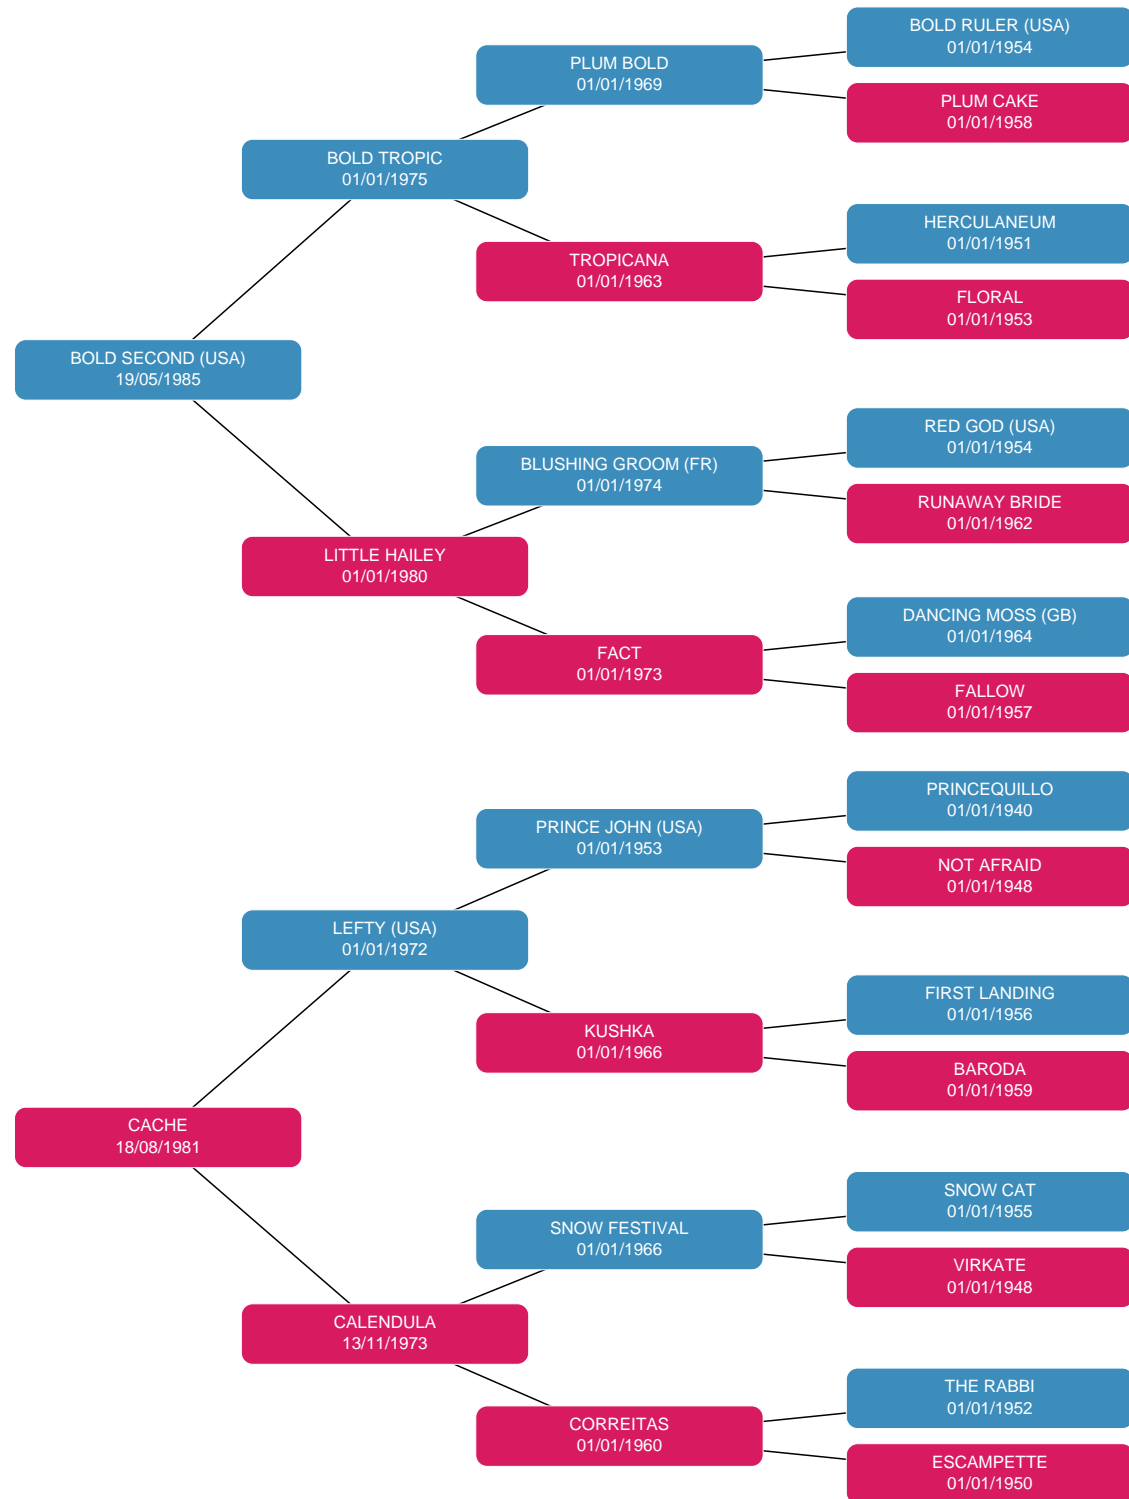 BOLD RULER (USA)
01/01/1954
PLUM BOLD
01/01/1969
PLUM CAKE
01/01/1958
BOLD TROPIC
01/01/1975
HERCULANEUM
01/01/1951
TROPICANA
01/01/1963
FLORAL
01/01/1953
BOLD SECOND (USA)
19/05/1985
RED GOD (USA)
01/01/1954
BLUSHING GROOM (FR)
01/01/1974
RUNAWAY BRIDE
01/01/1962
LITTLE HAILEY
01/01/1980
DANCING MOSS (GB)
01/01/1964
FACT
01/01/1973
FALLOW
01/01/1957
PRINCEQUILLO
01/01/1940
PRINCE JOHN (USA)
01/01/1953
NOT AFRAID
01/01/1948
LEFTY (USA)
01/01/1972
FIRST LANDING
01/01/1956
KUSHKA
01/01/1966
BARODA
01/01/1959
CACHE
18/08/1981
SNOW CAT
01/01/1955
SNOW FESTIVAL
01/01/1966
VIRKATE
01/01/1948
CALENDULA
13/11/1973
THE RABBI
01/01/1952
CORREITAS
01/01/1960
ESCAMPETTE
01/01/1950